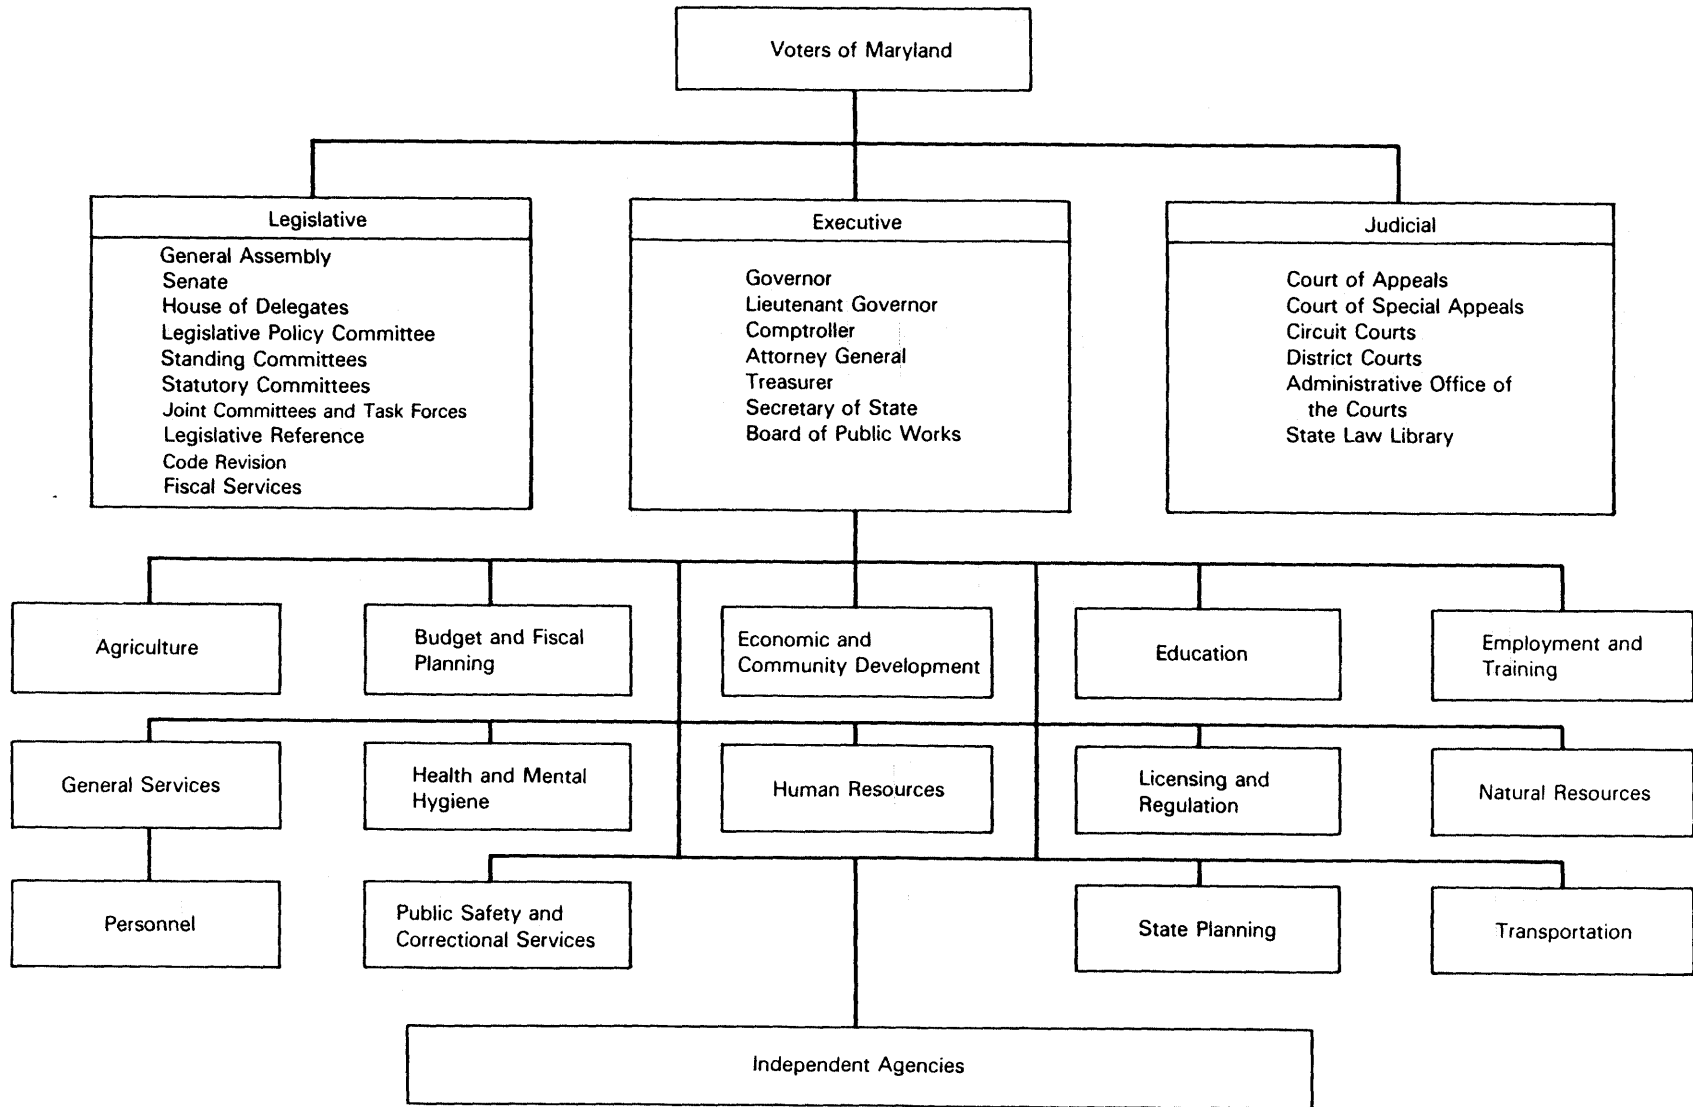 Voters of Maryland
Legislative
General Assembly
Senate
House of Delegates
Legislative Policy Committee
Standing Committees
Statutory Committees
Joint Committees and Task Forces
Legislative Reference
Code Revision
Fiscal Services
Executive
Governor
Lieutenant Governor
Comptroller
Attorney General
Treasurer
Secretary of State
Board of Public Works
Judicial
Court of Appeals
Court of Special Appeals
Circuit Courts
District Courts
Administrative Office of
the Courts
State Law Library
Agriculture
Budget and Fiscal
Planning
Economic and
Community Development
Education
Employment and
Training
General Services
Health and Mental
Hygiene
Human Resources
Licensing and
Regulation
Natural Resources
Personnel
Public Safety and
Correctional Services
State Planning
Transportation
Independent Agencies